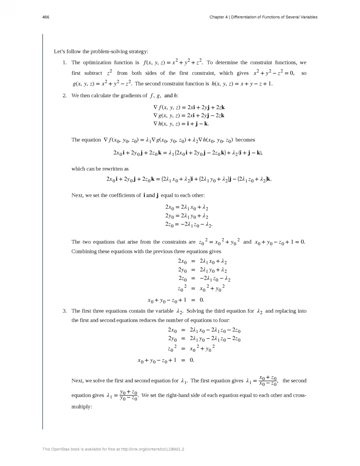 466
Chapter 4 | Differentiation of Functions of Several Variables
Let's follow the problem-solving strategy:
1. The optimization function is f(x, y, z) = x² + y² + z². To determine the constraint functions, we
first subtract z² from both sides of the first constraint, which gives x² + y² − z² = 0, so
g(x, y, z) = x² + y² − z². The second constraint function is h(x, y, z) = x + y − z + 1.
2. We then calculate the gradients of f, g, and h:
∇f(x, y, z) = 2xi + 2yj + 2zk
∇g(x, y, z) = 2xi + 2yj − 2zk
∇h(x, y, z) = i + j − k.
The equation ∇f(x₀, y₀, z₀) = λ₁∇g(x₀, y₀, z₀) + λ₂∇h(x₀, y₀, z₀) becomes
2x₀i + 2y₀j + 2z₀k = λ₁(2x₀i + 2y₀j − 2z₀k) + λ₂(i + j − k),
which can be rewritten as
2x₀i + 2y₀j + 2z₀k = (2λ₁x₀ + λ₂)i + (2λ₁y₀ + λ₂)j − (2λ₁z₀ + λ₂)k.
Next, we set the coefficients of i and j equal to each other:
2x₀ = 2λ₁x₀ + λ₂
2y₀ = 2λ₁y₀ + λ₂
2z₀ = −2λ₁z₀ − λ₂.
The two equations that arise from the constraints are z₀² = x₀² + y₀² and x₀ + y₀ − z₀ + 1 = 0.
Combining these equations with the previous three equations gives
2x₀ = 2λ₁x₀ + λ₂
2y₀ = 2λ₁y₀ + λ₂
2z₀ = −2λ₁z₀ − λ₂
z₀² = x₀² + y₀²
x₀ + y₀ − z₀ + 1 = 0.
3. The first three equations contain the variable λ₂. Solving the third equation for λ₂ and replacing into
the first and second equations reduces the number of equations to four:
2x₀ = 2λ₁x₀ − 2λ₁z₀ − 2z₀
2y₀ = 2λ₁y₀ − 2λ₁z₀ − 2z₀
z₀² = x₀² + y₀²
x₀ + y₀ − z₀ + 1 = 0.
Next, we solve the first and second equation for λ₁. The first equation gives λ₁ = (x₀ + z₀)/(x₀ − z₀), the second
equation gives λ₁ = (y₀ + z₀)/(y₀ − z₀). We set the right-hand side of each equation equal to each other and cross-
multiply:
This OpenStax book is available for free at http://cnx.org/content/col11966/1.2